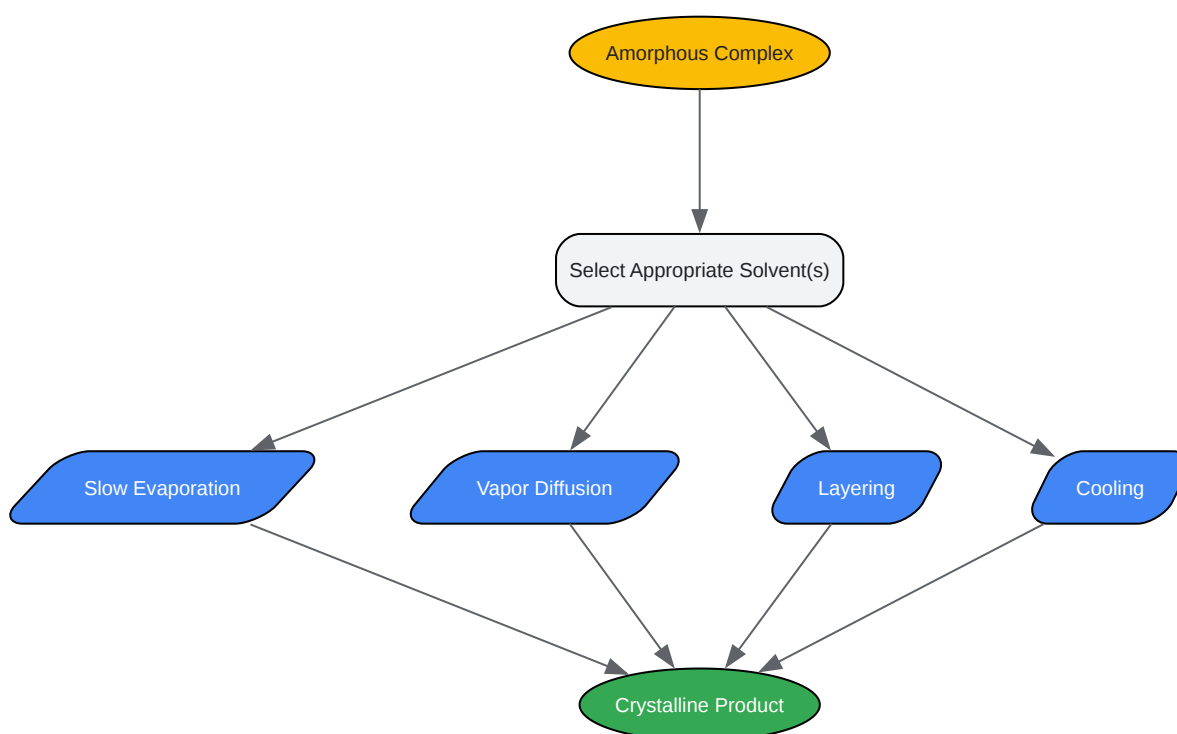 Amorphous Complex
Select Appropriate Solvent(s)
Slow Evaporation
Vapor Diffusion
Layering
Cooling
Crystalline Product